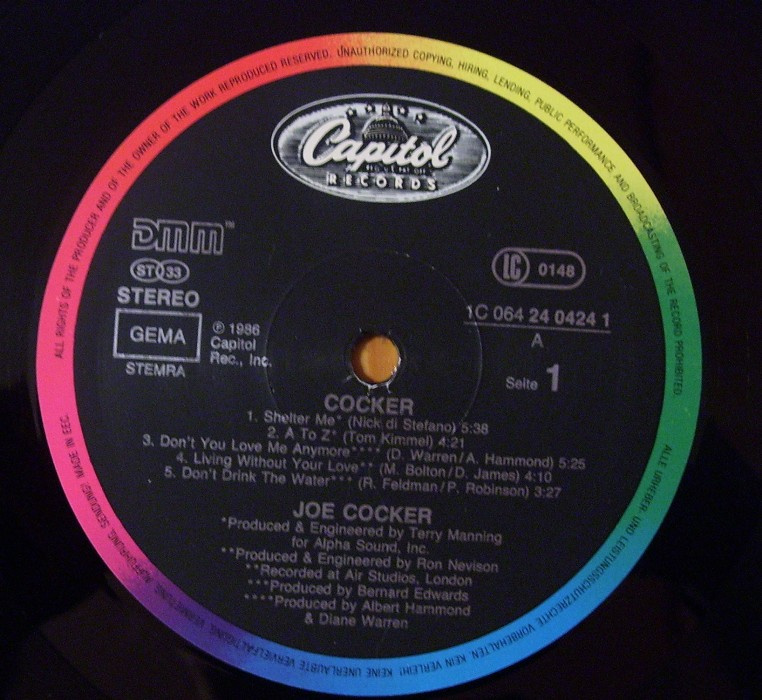 ALL RIGHTS OF THE PRODUCER AND OF THE OWNER OF THE WORK REPRODUCED RESERVED. UNAUTHORIZED COPYING, HIRING, LENDING, PUBLIC PERFORMANCE AND BROADCASTING OF THE RECORD PROHIBITED.
ALLE URHEBER- UND LEISTUNGSSCHUTZRECHTE VORBEHALTEN. KEIN VERLEIH! KEINE UNERLAUBTE VERVIELFÄLTIGUNG, VERMIETUNG, AUFFÜHRUNG, SENDUNG! MADE IN EEC.
Capitol
RECORDS
DMM™
ST 33
STEREO
GEMA
STEMRA
℗ 1986
Capitol
Rec., Inc.
LC 0148
1C 064 24 0424 1
A
Seite 1
COCKER
1. Shelter Me* (Nick di Stefano) 5:38
2. A To Z* (Tom Kimmel) 4:21
3. Don't You Love Me Anymore**** (D. Warren/A. Hammond) 5:25
4. Living Without Your Love** (M. Bolton/D. James) 4:10
5. Don't Drink The Water*** (R. Feldman/P. Robinson) 3:27
JOE COCKER
*Produced & Engineered by Terry Manning
for Alpha Sound, Inc.
**Produced & Engineered by Ron Nevison
**Recorded at Air Studios, London
***Produced by Bernard Edwards
****Produced by Albert Hammond
& Diane Warren